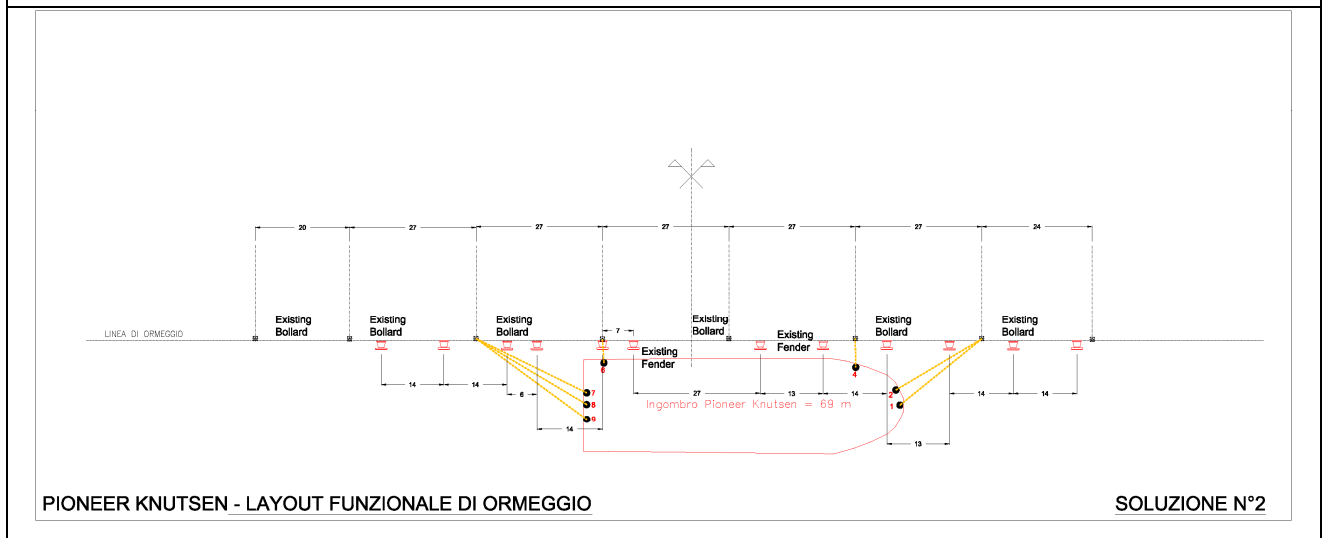 20
27
27
27
27
27
24
LINEA DI ORMEGGIO
Existing
Bollard
Existing
Bollard
Existing
Bollard
7
Existing
Bollard
Existing
Fender
Existing
Bollard
Existing
Bollard
Existing
Fender
6
4
14
14
6
27
13
14
14
14
7
8
9
2
1
Ingombro Pioneer Knutsen = 69 m
14
13
PIONEER KNUTSEN - LAYOUT FUNZIONALE DI ORMEGGIO
SOLUZIONE N°2